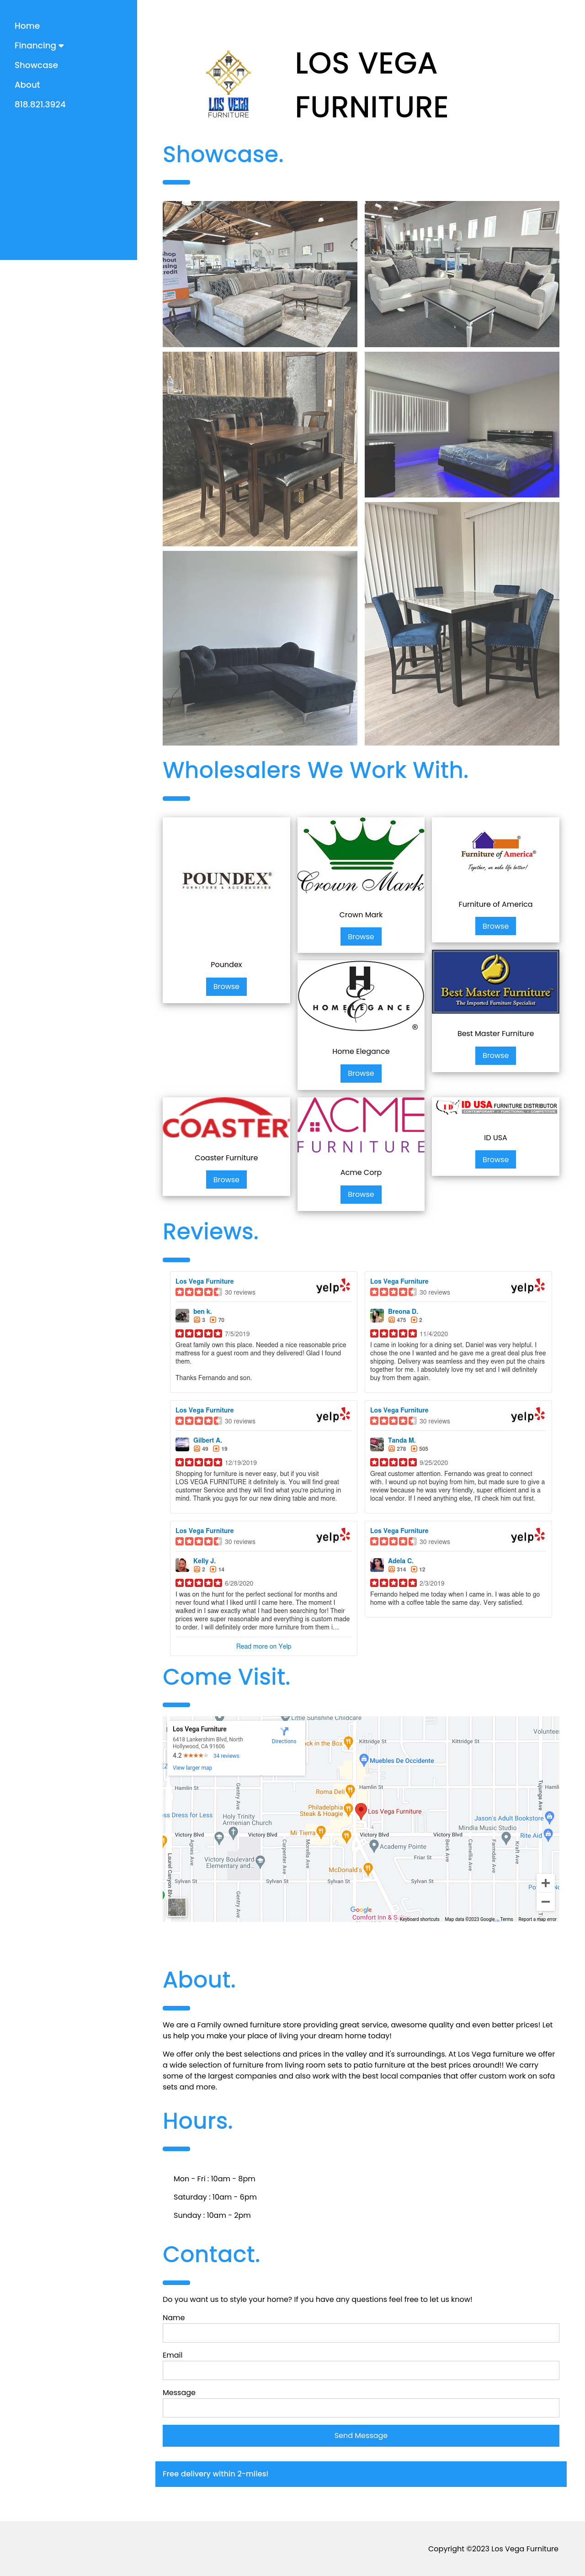 Home
Financing
Showcase
About
818.821.3924
LOS VEGA
FURNITURE
LOS VEGA
FURNITURE
Showcase.
Wholesalers We Work With.
POUNDEX
FURNITURE & ACCESSORIES
Poundex
Browse
Crown Mark
Crown Mark
Browse
Furniture of America®
Together, we make life better!
Furniture of America
Browse
HE
HOMELEGANCE
®
Home Elegance
Browse
Best Master Furniture
The Imported Furniture Specialist
Best Master Furniture
Browse
COASTER
Coaster Furniture
Browse
ACME
FURNITURE
Acme Corp
Browse
ID ID USA FURNITURE DISTRIBUTOR
ID USA
Browse
Reviews.
Los Vega Furniture
30 reviews
yelp
ben k.
3 70
7/5/2019
Great family own this place. Needed a nice reasonable price
mattress for a guest room and they delivered! Glad I found
them.
Thanks Fernando and son.
Los Vega Furniture
30 reviews
yelp
Breona D.
475 2
11/4/2020
I came in looking for a dining set. Daniel was very helpful. I
chose the one I wanted and he gave me a great deal plus free
shipping. Delivery was seamless and they even put the chairs
together for me. I absolutely love my set and I will definitely
buy from them again.
Los Vega Furniture
30 reviews
yelp
Gilbert A.
49 19
12/19/2019
Shopping for furniture is never easy, but if you visit
LOS VEGA FURNITURE it definitely is. You will find great
customer Service and they will find what you're picturing in
mind. Thank you guys for our new dining table and more.
Los Vega Furniture
30 reviews
yelp
Tanda M.
278 505
9/25/2020
Great customer attention. Fernando was great to connect
with. I wound up not buying from him, but made sure to give a
review because he was very friendly, super efficient and is a
local vendor. If I need anything else, I'll check him out first.
Los Vega Furniture
30 reviews
yelp
Kelly J.
2 14
6/28/2020
I was on the hunt for the perfect sectional for months and
never found what I liked until I came here. The moment I
walked in I saw exactly what I had been searching for! Their
prices were super reasonable and everything is custom made
to order. I will definitely order more furniture from them i…
Read more on Yelp
Los Vega Furniture
30 reviews
yelp
Adela C.
314 12
2/3/2019
Fernando helped me today when I came in. I was able to go
home with a coffee table the same day. Very satisfied.
Come Visit.
Los Vega Furniture
6418 Lankershim Blvd, North
Hollywood, CA 91606
4.2 34 reviews
View larger map
Directions
Little Sunshine Childcare
ck in the Box
Kittridge St
Kittridge St
Voluntee
Muebles De Occidente
Hamlin St
Hamlin St
Hamli
Roma Deli
Philadelphia
Steak & Hoagie
Los Vega Furniture
ss Dress for Less
Holy Trinity
Armenian Church
Jason's Adult Bookstore
Mindia Music Studio
Rite Aid
Mi Tierra
Victory Blvd
Victory Blvd
Victory Blvd
Victory Blvd
Academy Pointe
Victory Boulevard
Elementary and...
Friar St
McDonald's
Sylvan St
Sylvan St
Sylvan St
Sylvan St
Comfort Inn & S
Google
Keyboard shortcuts Map data ©2023 Google Terms Report a map error
About.
We are a Family owned furniture store providing great service, awesome quality and even better prices! Let
us help you make your place of living your dream home today!
We offer only the best selections and prices in the valley and it's surroundings. At Los Vega furniture we offer
a wide selection of furniture from living room sets to patio furniture at the best prices around!! We carry
some of the largest companies and also work with the best local companies that offer custom work on sofa
sets and more.
Hours.
Mon - Fri : 10am - 8pm
Saturday : 10am - 6pm
Sunday : 10am - 2pm
Contact.
Do you want us to style your home? If you have any questions feel free to let us know!
Name
Email
Message
Send Message
Free delivery within 2-miles!
Copyright ©2023 Los Vega Furniture